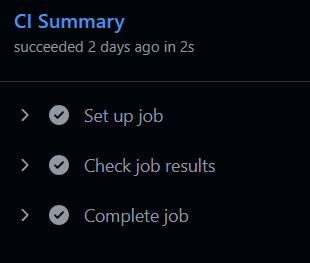 CI Summary
succeeded 2 days ago in 2s
Set up job
Check job results
Complete job